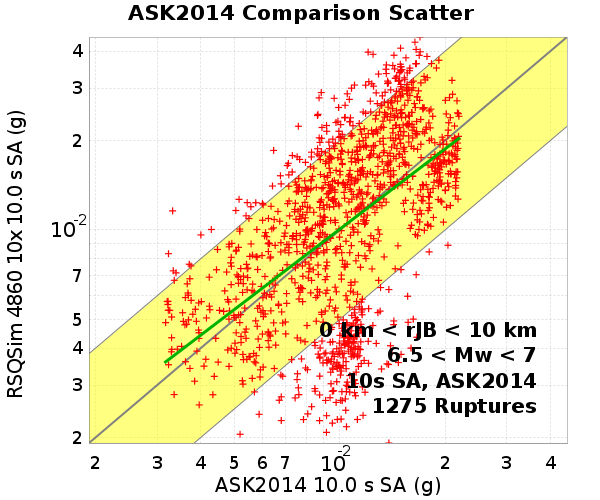 ASK2014 Comparison Scatter
RSQSim 4860 10x 10.0 s SA (g)
4
3
2
10-2
7
5
4
3
2
0 km < rJB < 10 km
6.5 < Mw < 7
10s SA, ASK2014
1275 Ruptures
2 3 4 5 6 7 10-2 2 3 4
ASK2014 10.0 s SA (g)